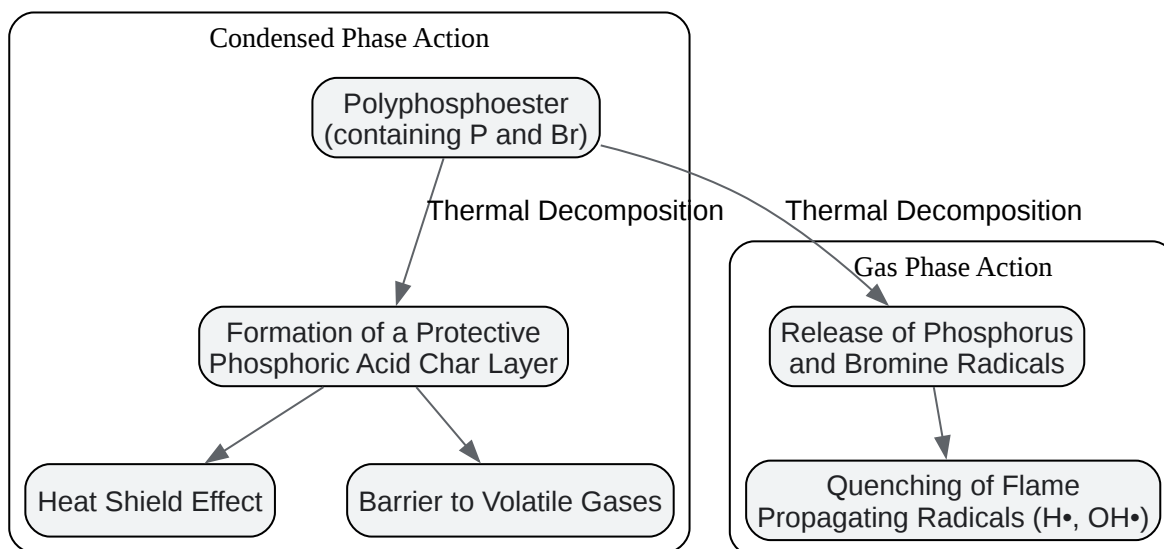 Condensed Phase Action
Polyphosphoester
(containing P and Br)
Thermal Decomposition
Thermal Decomposition
Gas Phase Action
Formation of a Protective
Phosphoric Acid Char Layer
Release of Phosphorus
and Bromine Radicals
Heat Shield Effect
Barrier to Volatile Gases
Quenching of Flame
Propagating Radicals (H•, OH•)